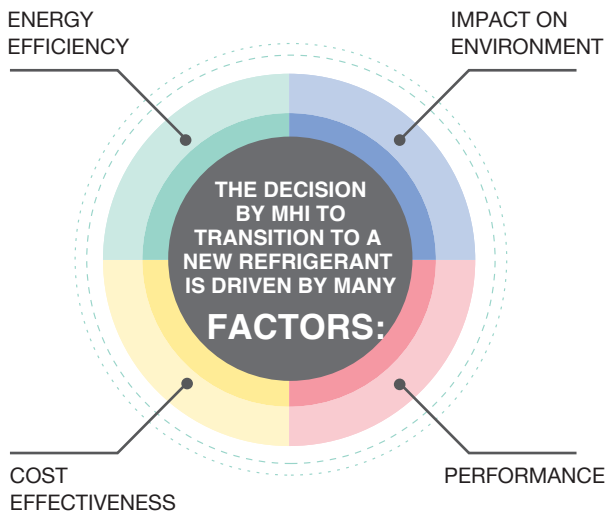 ENERGY
EFFICIENCY
IMPACT ON
ENVIRONMENT
THE DECISION
BY MHI TO
TRANSITION TO A
NEW REFRIGERANT
IS DRIVEN BY MANY
FACTORS:
COST
EFFECTIVENESS
PERFORMANCE